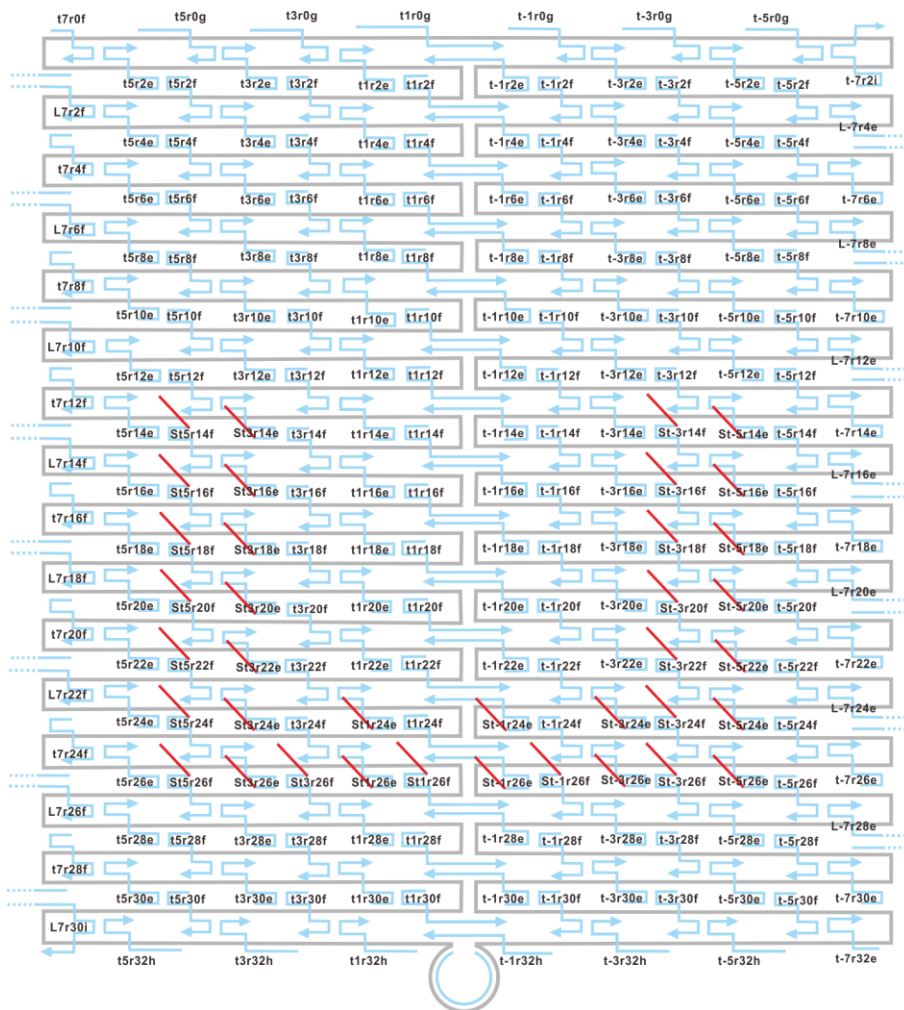 t7r0f t5r0g t3r0g t1r0g t-1r0g t-3r0g t-5r0g
t5r2e t5r2f t3r2e t3r2f t1r2e t1r2f t-1r2e t-1r2f t-3r2e t-3r2f t-5r2e t-5r2f t-7r2i
L7r2f L-7r4e
t5r4e t5r4f t3r4e t3r4f t1r4e t1r4f t-1r4e t-1r4f t-3r4e t-3r4f t-5r4e t-5r4f
t7r4f
t5r6e t5r6f t3r6e t3r6f t1r6e t1r6f t-1r6e t-1r6f t-3r6e t-3r6f t-5r6e t-5r6f t-7r6e
L7r6f L-7r8e
t5r8e t5r8f t3r8e t3r8f t1r8e t1r8f t-1r8e t-1r8f t-3r8e t-3r8f t-5r8e t-5r8f
t7r8f
t5r10e t5r10f t3r10e t3r10f t1r10e t1r10f t-1r10e t-1r10f t-3r10e t-3r10f t-5r10e t-5r10f t-7r10e
L7r10f L-7r12e
t5r12e t5r12f t3r12e t3r12f t1r12e t1r12f t-1r12e t-1r12f t-3r12e t-3r12f t-5r12e t-5r12f
t7r12f
t5r14e St5r14f St3r14e t3r14f t1r14e t1r14f t-1r14e t-1r14f t-3r14e St-3r14f St-5r14e t-5r14f t-7r14e
L7r14f L-7r16e
t5r16e St5r16f St3r16e t3r16f t1r16e t1r16f t-1r16e t-1r16f t-3r16e St-3r16f St-5r16e t-5r16f
t7r16f
t5r18e St5r18f St3r18e t3r18f t1r18e t1r18f t-1r18e t-1r18f t-3r18e St-3r18f St-5r18e t-5r18f t-7r18e
L7r18f L-7r20e
t5r20e St5r20f St3r20e t3r20f t1r20e t1r20f t-1r20e t-1r20f t-3r20e St-3r20f St-5r20e t-5r20f
t7r20f
t5r22e St5r22f St3r22e t3r22f t1r22e t1r22f t-1r22e t-1r22f t-3r22e St-3r22f St-5r22e t-5r22f t-7r22e
L7r22f L-7r24e
t5r24e St5r24f St3r24e t3r24f St1r24e t1r24f St-1r24e t-1r24f St-3r24e St-3r24f St-5r24e t-5r24f
t7r24f
t5r26e St5r26f St3r26e St3r26f St1r26e St1r26f St-1r26e St-1r26f St-3r26e St-3r26f St-5r26e t-5r26f t-7r26e
L7r26f L-7r28e
t5r28e t5r28f t3r28e t3r28f t1r28e t1r28f t-1r28e t-1r28f t-3r28e t-3r28f t-5r28e t-5r28f
t7r28f
t5r30e t5r30f t3r30e t3r30f t1r30e t1r30f t-1r30e t-1r30f t-3r30e t-3r30f t-5r30e t-5r30f t-7r30e
L7r30i
t5r32h t3r32h t1r32h t-1r32h t-3r32h t-5r32h t-7r32e